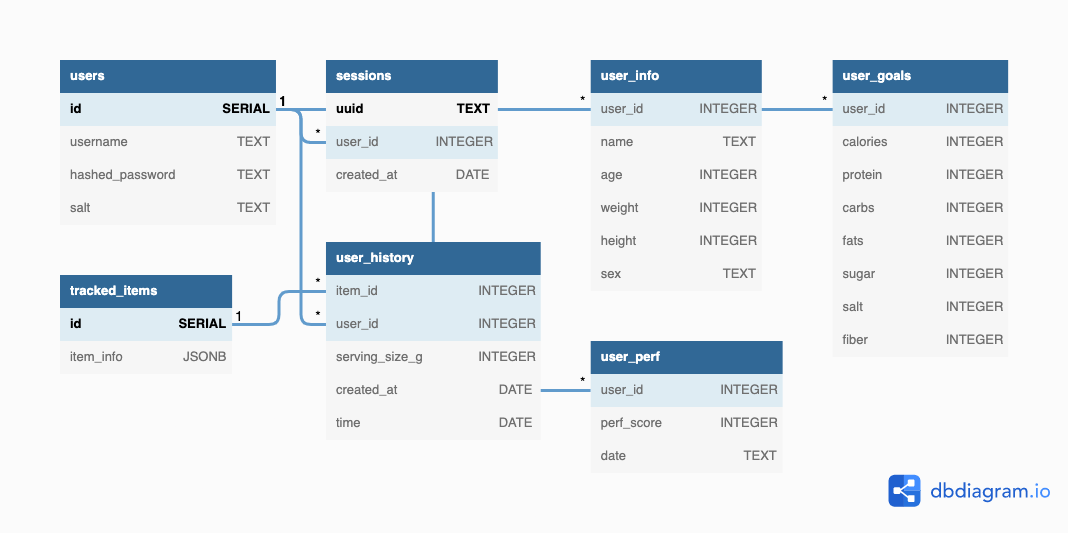 users
id SERIAL
username TEXT
hashed_password TEXT
salt TEXT
1
sessions
uuid TEXT
* user_id INTEGER
created_at DATE
user_info
* user_id INTEGER
name TEXT
age INTEGER
weight INTEGER
height INTEGER
sex TEXT
user_goals
* user_id INTEGER
calories INTEGER
protein INTEGER
carbs INTEGER
fats INTEGER
sugar INTEGER
salt INTEGER
fiber INTEGER
tracked_items
id SERIAL
item_info JSONB
1
user_history
* item_id INTEGER
* user_id INTEGER
serving_size_g INTEGER
created_at DATE
time DATE
user_perf
* user_id INTEGER
perf_score INTEGER
date TEXT
dbdiagram.io